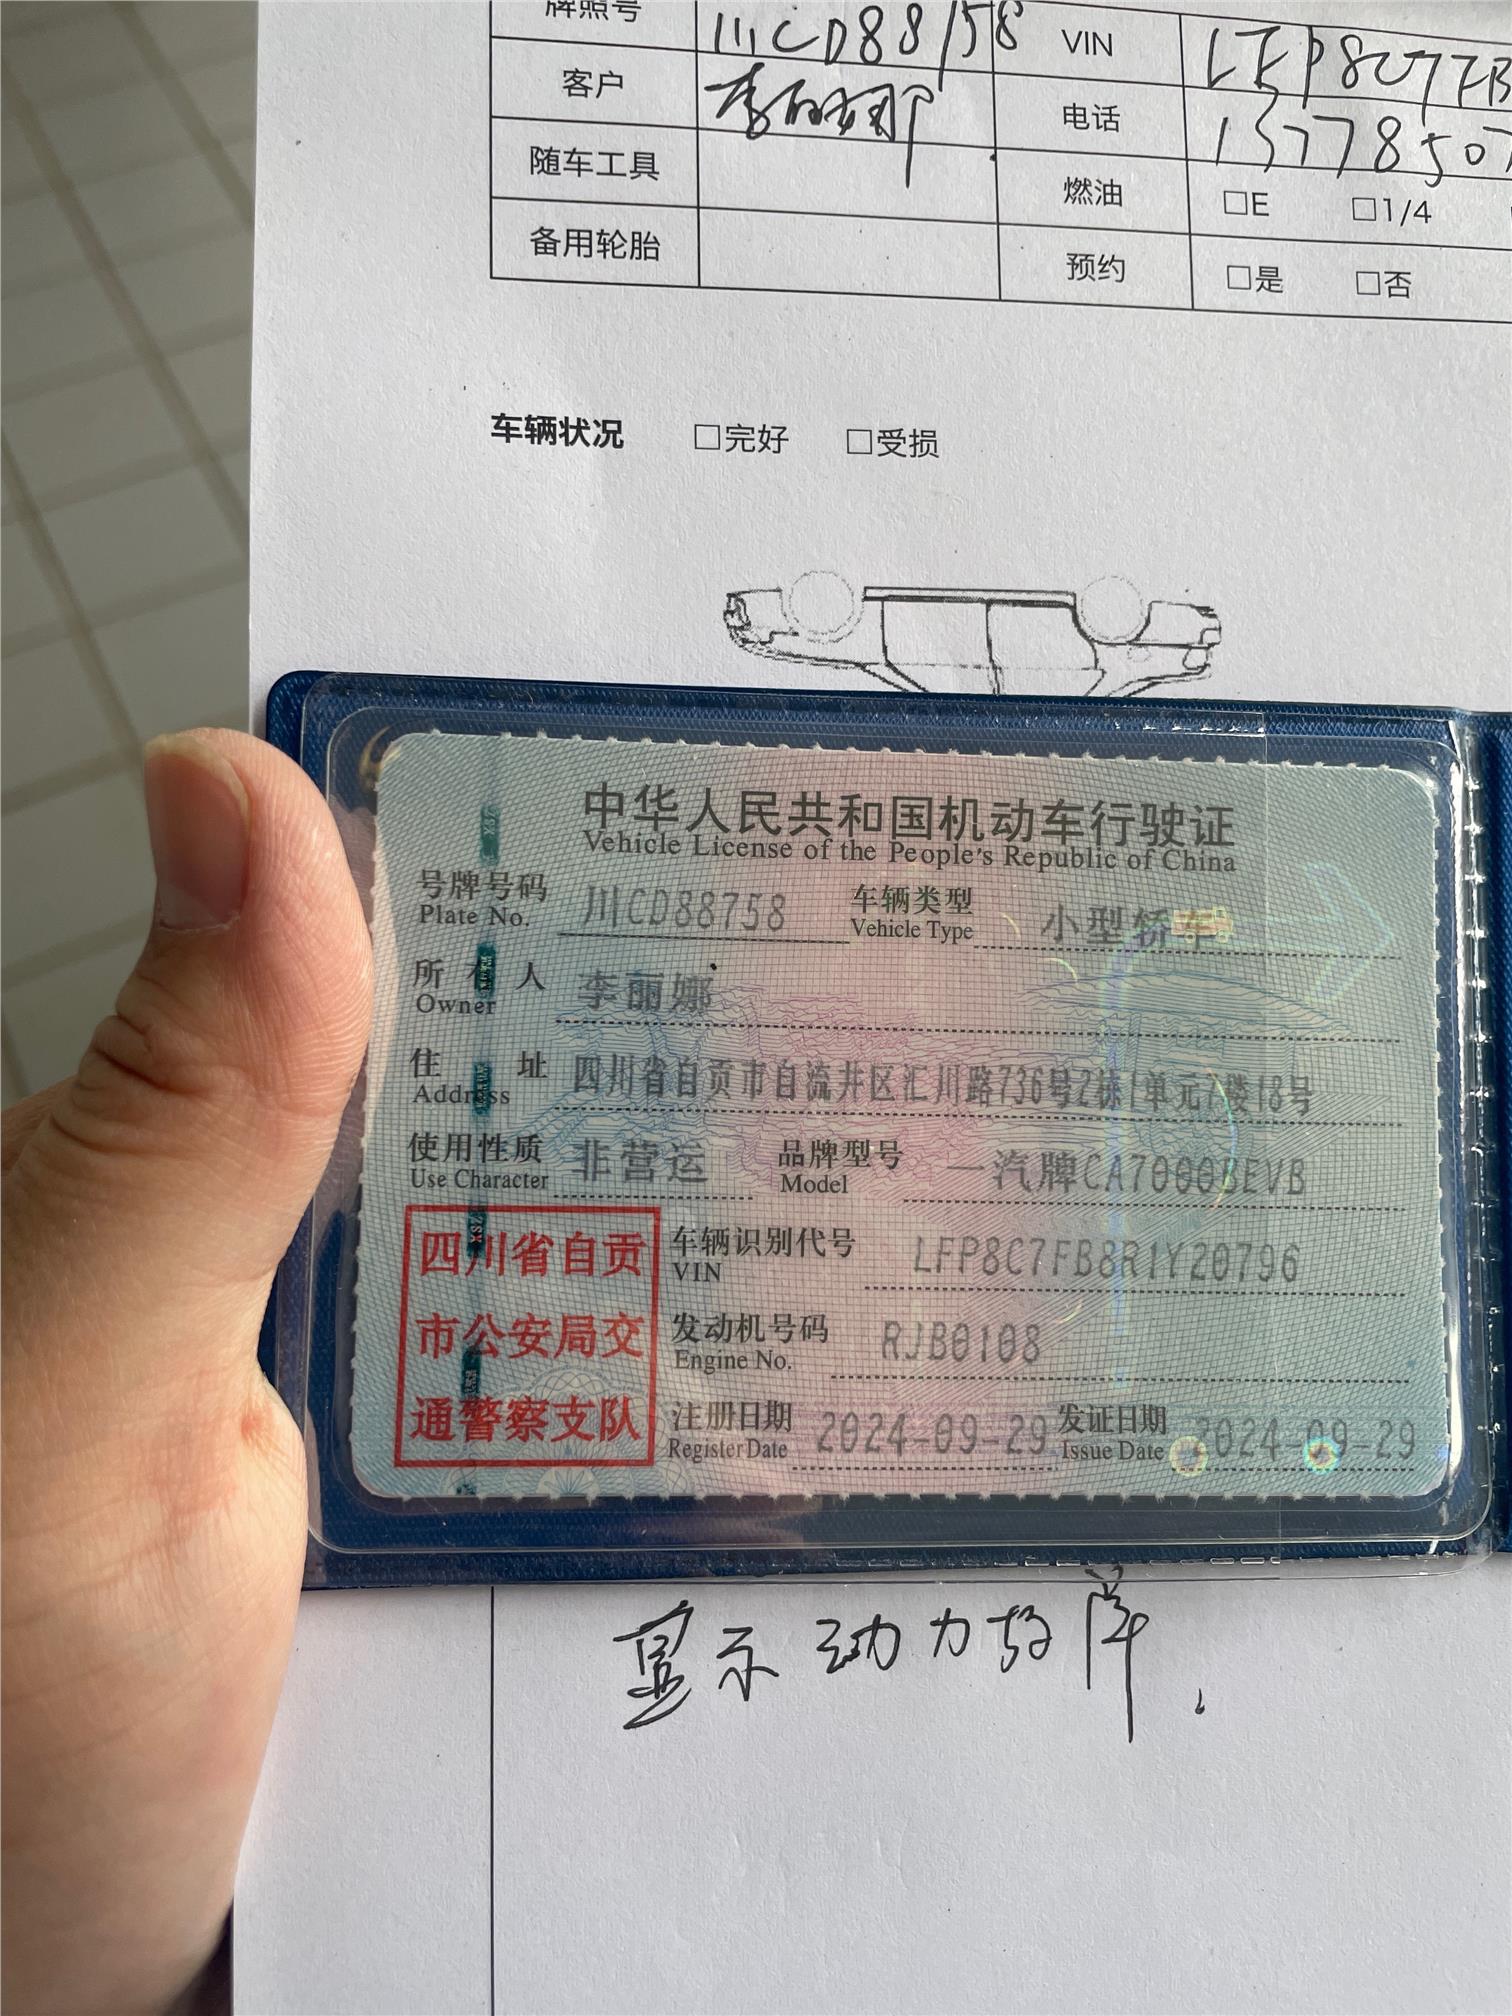 牌照号 川CD88758 VIN LFP8C7FB
客户 李丽娜 电话 13778507
随车工具 燃油 □E □1/4
备用轮胎 预约 □是 □否
车辆状况 □完好 □受损
中华人民共和国机动车行驶证
Vehicle License of the People's Republic of China
号牌号码 川CD88758 车辆类型 小型轿车
Plate No. Vehicle Type
所有人 李丽娜
Owner
住址 四川省自贡市自流井区汇川路736号2栋1单元7楼18号
Address
使用性质 非营运 品牌型号 一汽牌CA7000BEVB
Use Character Model
四川省自贡
市公安局交
通警察支队
车辆识别代号 LFP8C7FB8R1Y20796
VIN
发动机号码 RJB0108
Engine No.
注册日期 2024-09-29 发证日期 2024-09-29
Register Date Issue Date
显示动力故障.